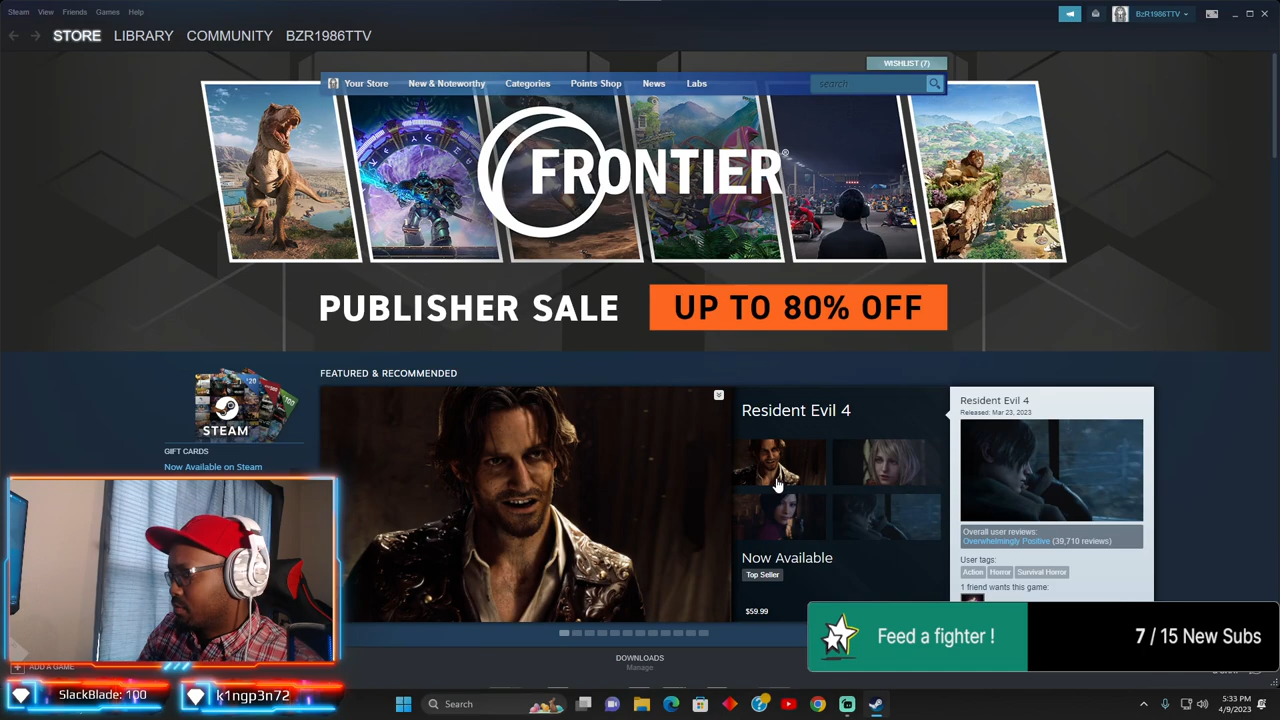 Steam View Friends Games Help
BzR1986TTV
STORE LIBRARY COMMUNITY BZR1986TTV
WISHLIST (7)
Your Store New & Noteworthy Categories Points Shop News Labs search
FRONTIER®
PUBLISHER SALE UP TO 80% OFF
FEATURED & RECOMMENDED
STEAM
GIFT CARDS
Now Available on Steam
Resident Evil 4
Now Available
Top Seller
$59.99
Resident Evil 4
Released: Mar 23, 2023
Overall user reviews:
Overwhelmingly Positive (39,710 reviews)
User tags:
Action Horror Survival Horror
1 friend wants this game:
Feed a fighter ! 7 / 15 New Subs
ADD A GAME
DOWNLOADS
Manage
SlackBlade: 100 k1ngp3n72
Search
5:33 PM
4/9/2023